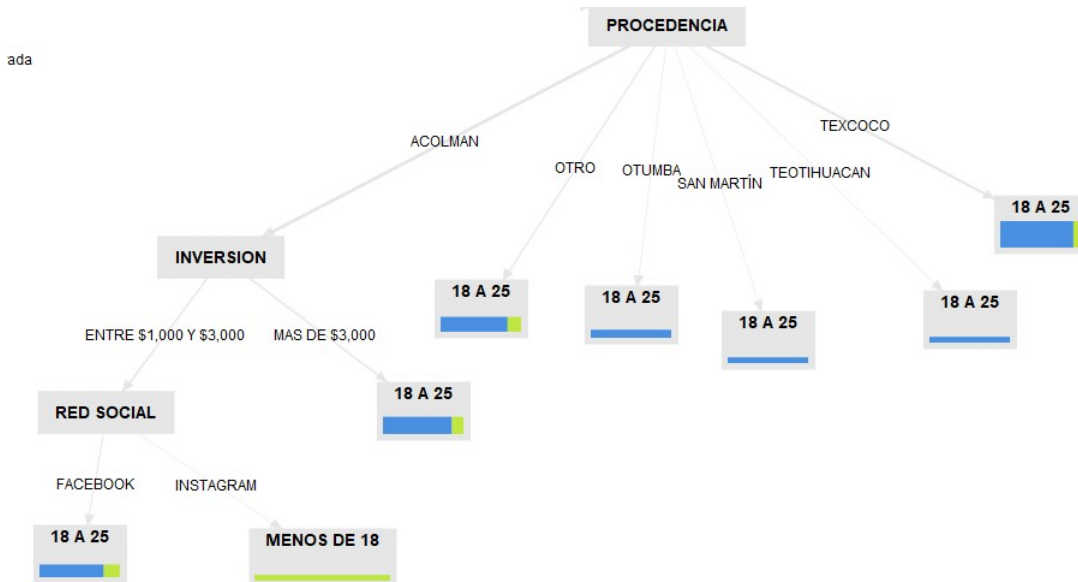 PROCEDENCIA
ada
TEXCOCO
ACOLMAN
OTRO
OTUMBA
TEOTIHUACAN
SAN MARTÍN
18 A 25
INVERSION
18 A 25
18 A 25
18 A 25
18 A 25
ENTRE $1,000 Y $3,000
MAS DE $3,000
18 A 25
RED SOCIAL
FACEBOOK
INSTAGRAM
18 A 25
MENOS DE 18